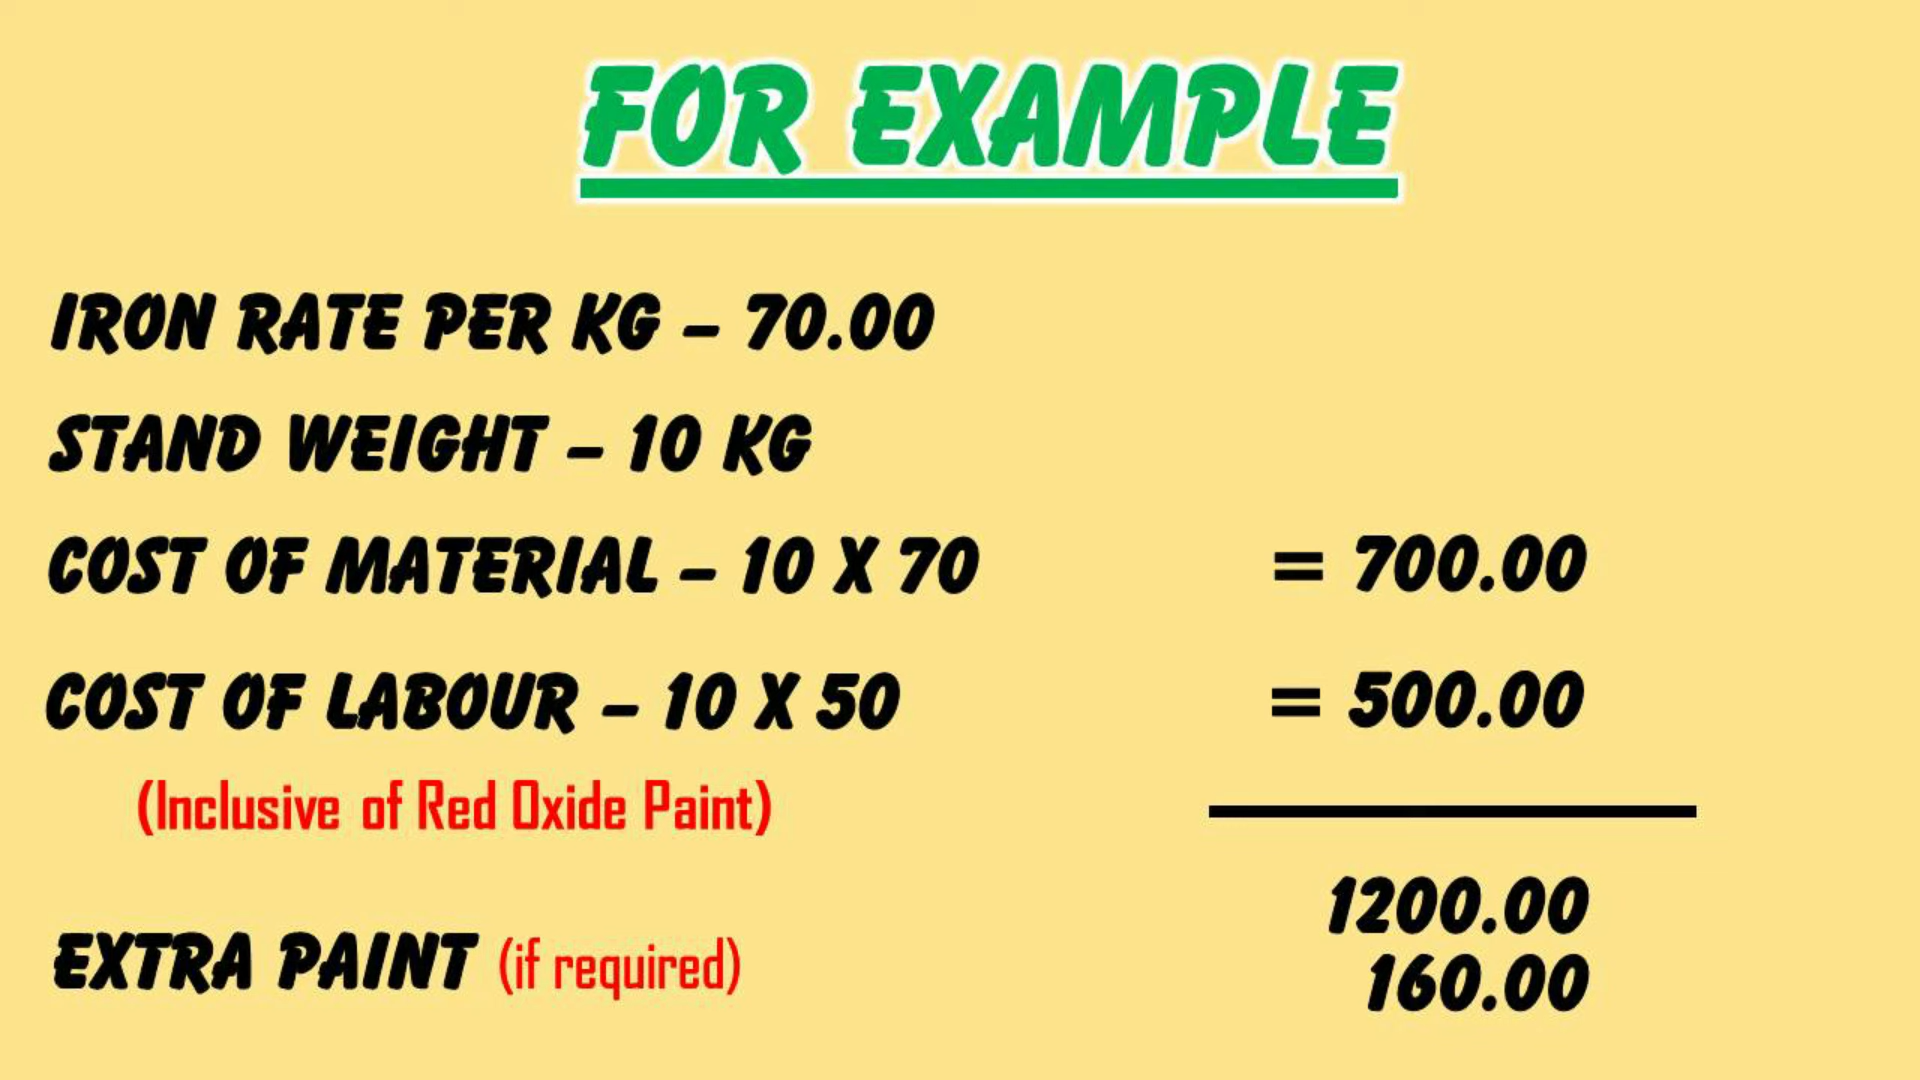 FOR EXAMPLE
IRON RATE PER KG – 70.00
STAND WEIGHT – 10 KG
COST OF MATERIAL – 10 X 70 = 700.00
COST OF LABOUR – 10 X 50 = 500.00
(Inclusive of Red Oxide Paint)
1200.00
EXTRA PAINT (if required) 160.00